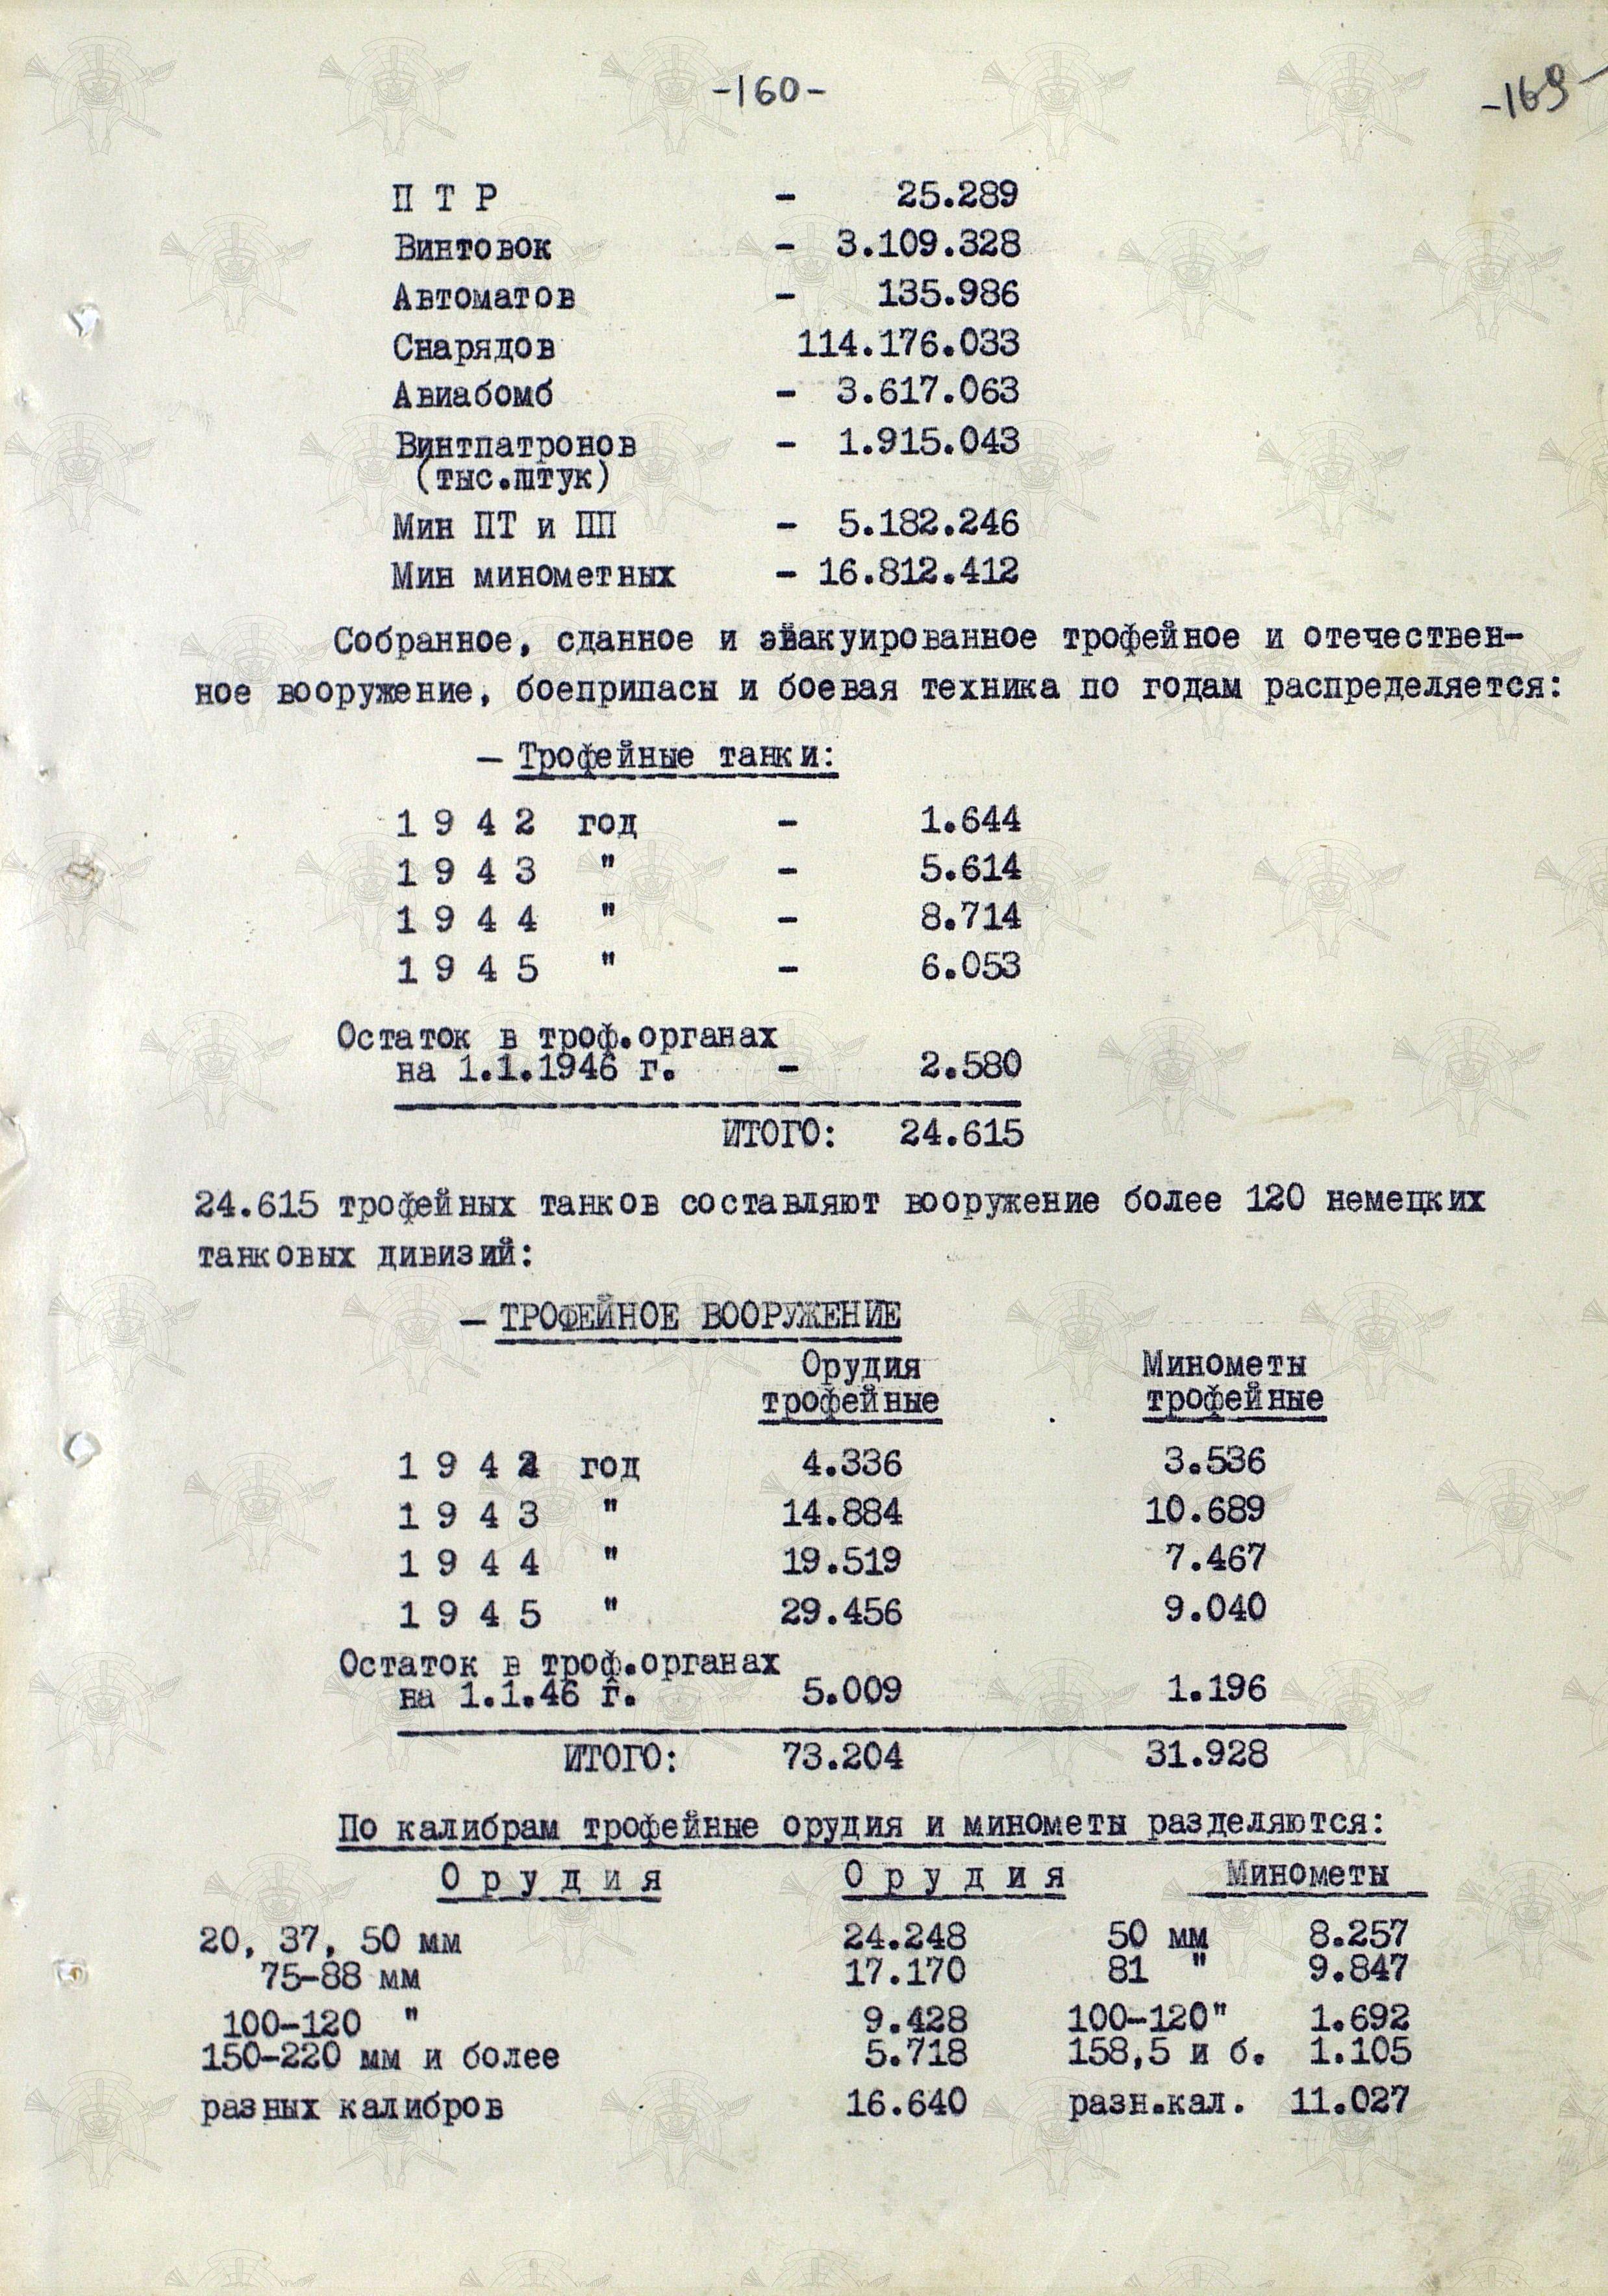 -160-
-169-
П Т Р - 25.289
Винтовок - 3.109.328
Автоматов - 135.986
Снарядов 114.176.033
Авиабомб - 3.617.063
Винтпатронов - 1.915.043
(тыс.штук)
Мин ПТ и ПП - 5.182.246
Мин минометных - 16.812.412
Собранное, сданное и эвакуированное трофейное и отечествен-
ное вооружение, боеприпасы и боевая техника по годам распределяется:
- Трофейные танки:
1 9 4 2 год - 1.644
1 9 4 3 " - 5.614
1 9 4 4 " - 8.714
1 9 4 5 " - 6.053
Остаток в троф.органах
на 1.1.1946 г. - 2.580
ИТОГО: 24.615
24.615 трофейных танков составляют вооружение более 120 немецких
танковых дивизий:
- ТРОФЕЙНОЕ ВООРУЖЕНИЕ
Орудия Минометы
трофейные трофейные
1 9 4 2 год 4.336 3.536
1 9 4 3 " 14.884 10.689
1 9 4 4 " 19.519 7.467
1 9 4 5 " 29.456 9.040
Остаток в троф.органах
на 1.1.46 г. 5.009 1.196
ИТОГО: 73.204 31.928
По калибрам трофейные орудия и минометы разделяются:
О р у д и я О р у д и я Минометы
20, 37, 50 мм 24.248 50 мм 8.257
75-88 мм 17.170 81 " 9.847
100-120 " 9.428 100-120" 1.692
150-220 мм и более 5.718 158,5 и б. 1.105
разных калибров 16.640 разн.кал. 11.027